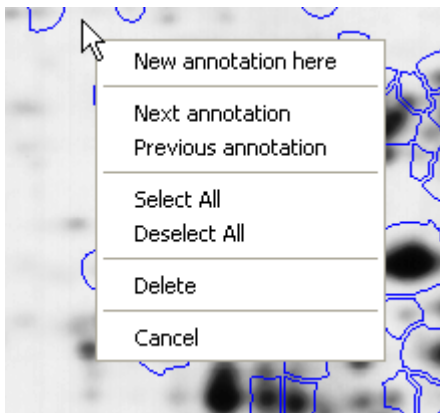 New annotation here
Next annotation
Previous annotation
Select All
Deselect All
Delete
Cancel